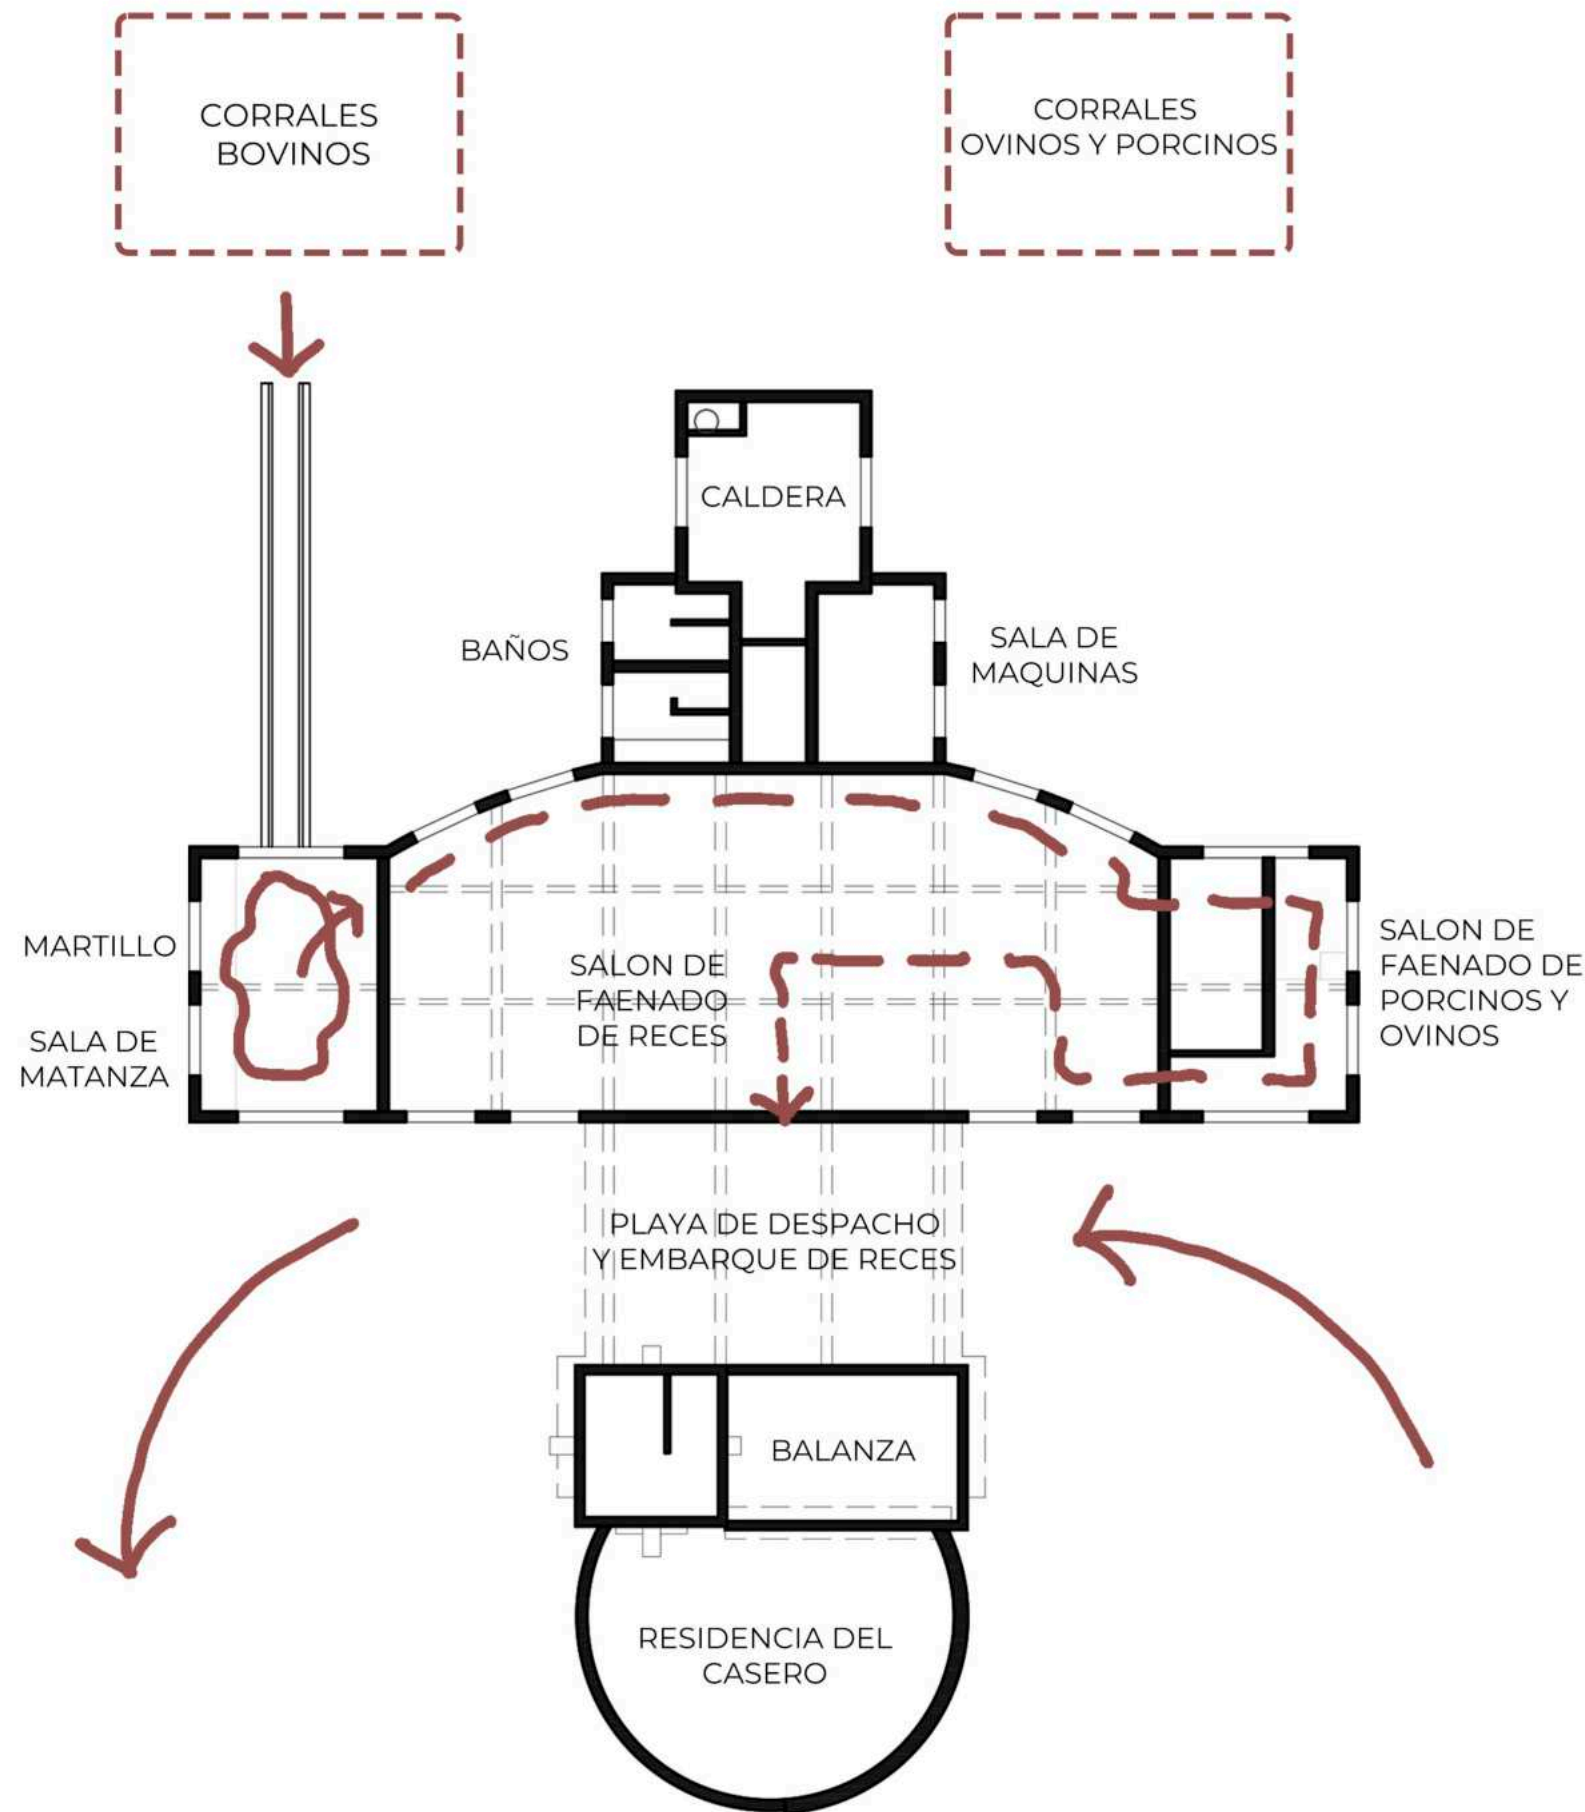 CORRALES
BOVINOS
CORRALES
OVINOS Y PORCINOS
CALDERA
BAÑOS
SALA DE
MAQUINAS
MARTILLO
SALA DE
MATANZA
SALON DE
FAENADO
DE RECES
SALON DE
FAENADO DE
PORCINOS Y
OVINOS
PLAYA DE DESPACHO
Y EMBARQUE DE RECES
BALANZA
RESIDENCIA DEL
CASERO